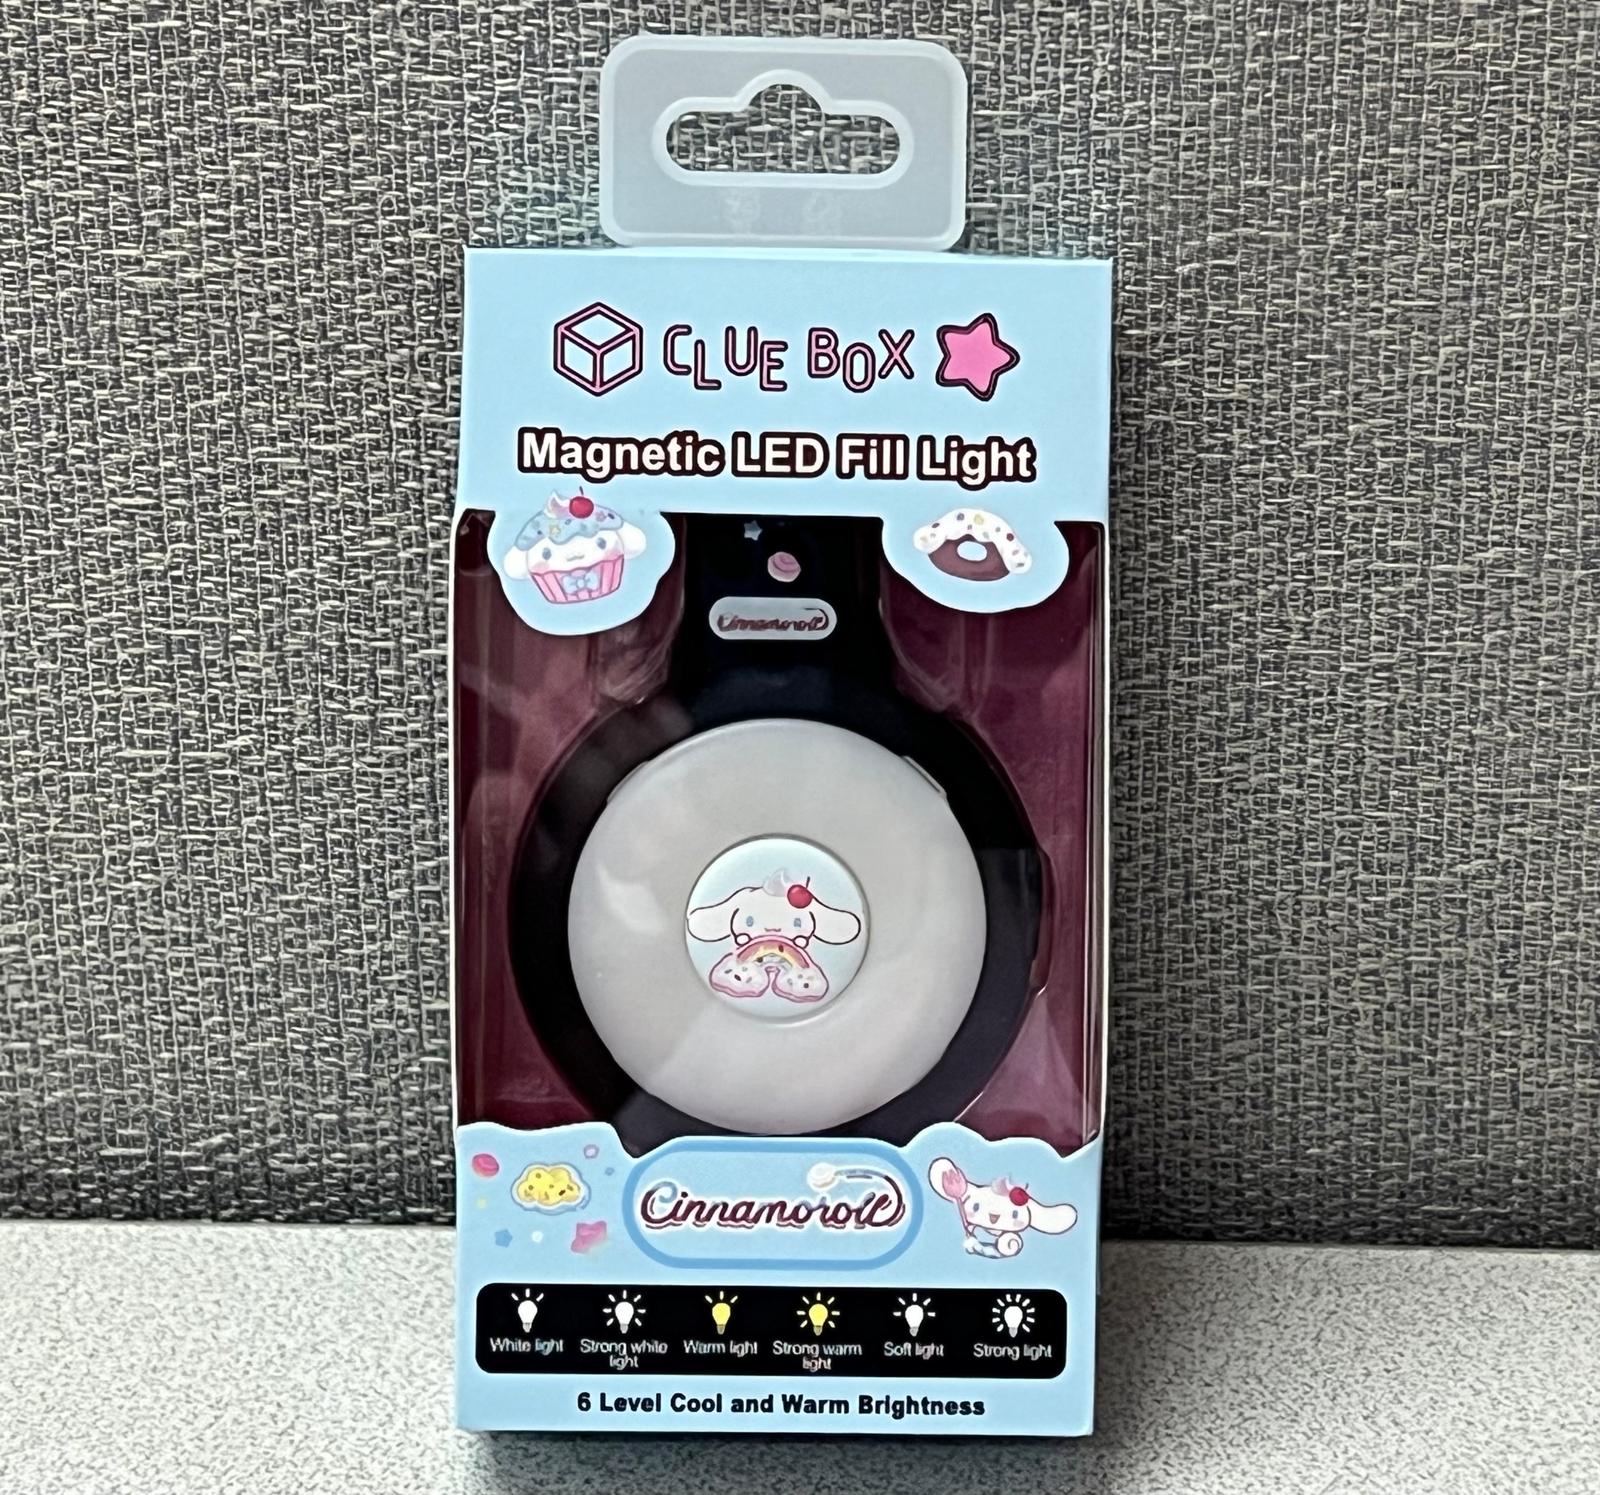 CLUE BOX
Magnetic LED Fill Light
Cinnamoroll
Cinnamoroll
White light
Strong white
light
Warm light
Strong warm
light
Soft light
Strong light
6 Level Cool and Warm Brightness